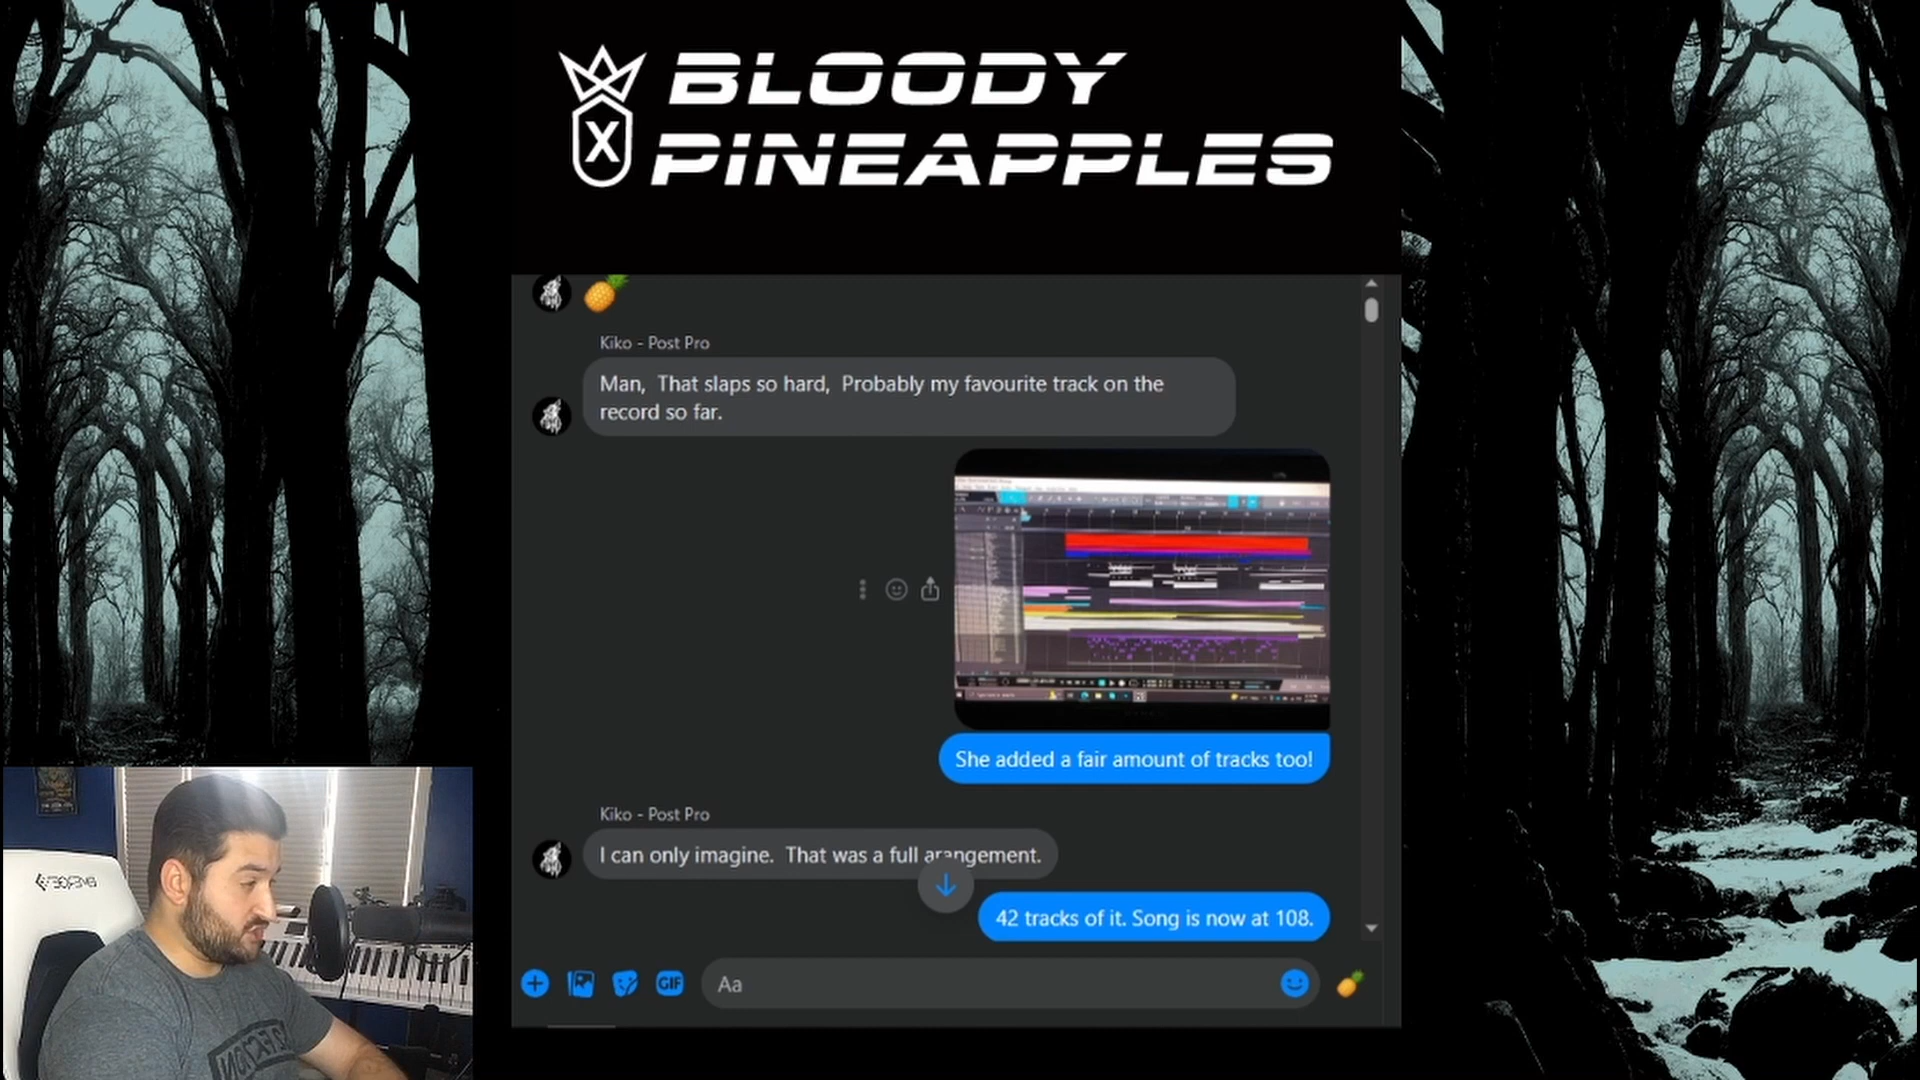 BLOODY
X
PINEAPPLES
Kiko - Post Pro
Man, That slaps so hard, Probably my favourite track on the
record so far.
She added a fair amount of tracks too!
Kiko - Post Pro
I can only imagine. That was a full arangement.
42 tracks of it. Song is now at 108.
GIF
Aa